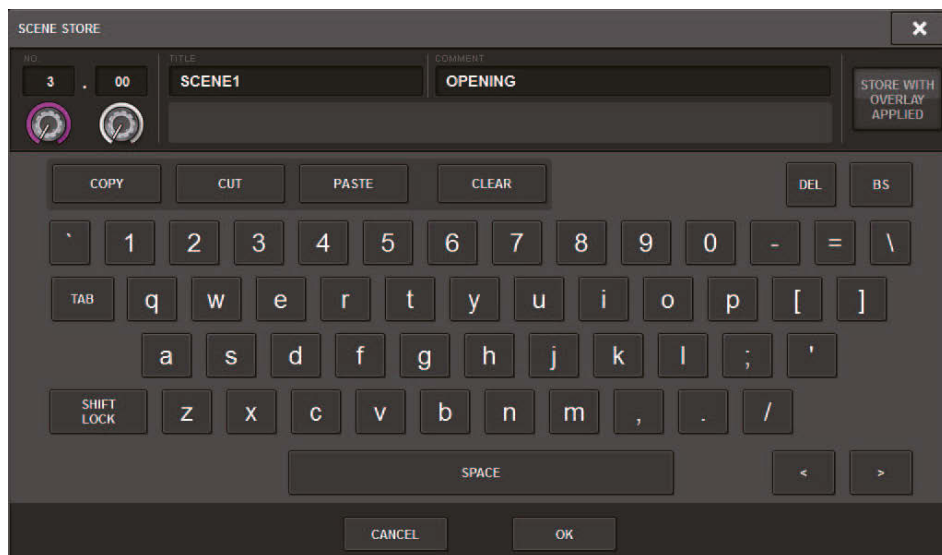 SCENE STORE
NO. TITLE COMMENT
3 . 00 SCENE1 OPENING
STORE WITH
OVERLAY
APPLIED
COPY CUT PASTE CLEAR DEL BS
` 1 2 3 4 5 6 7 8 9 0 - = \
TAB q w e r t y u i o p [ ]
a s d f g h j k l ; '
SHIFT
LOCK z x c v b n m , . /
SPACE < >
CANCEL OK